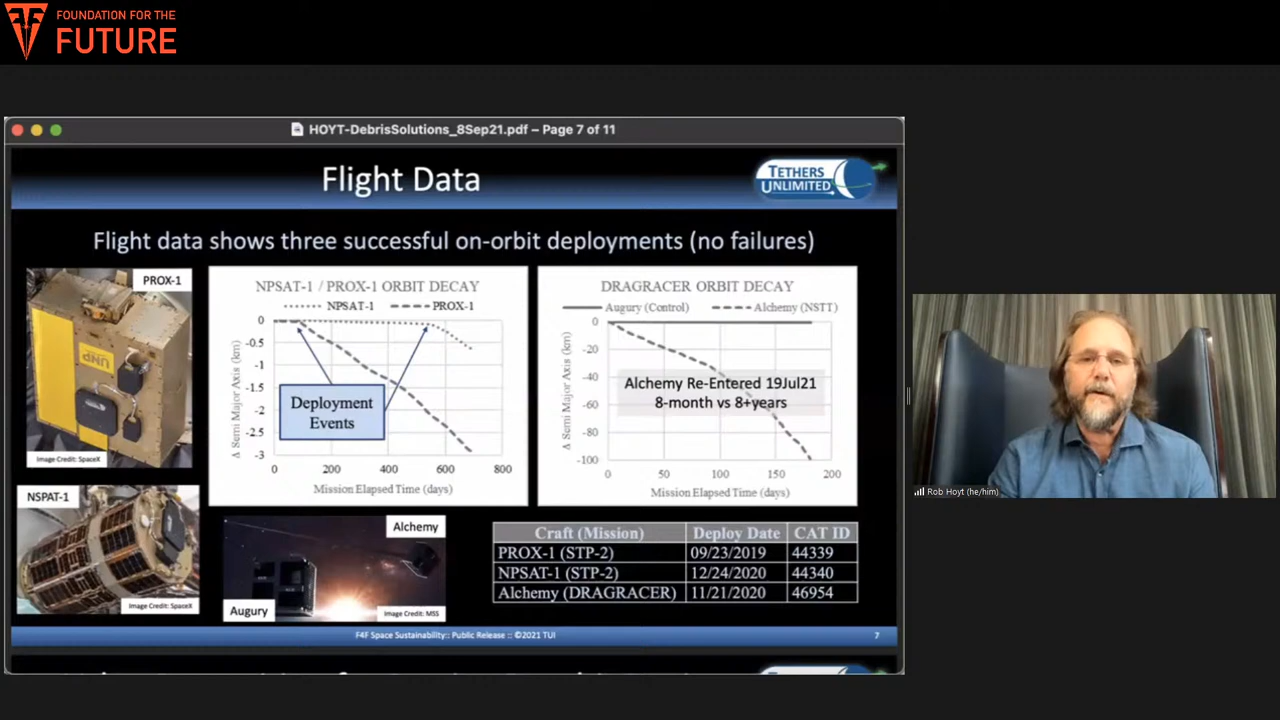 FOUNDATION FOR THE
FUTURE
HOYT-DebrisSolutions_8Sep21.pdf – Page 7 of 11
Flight Data
TETHERS
UNLIMITED
Flight data shows three successful on-orbit deployments (no failures)
PROX-1
UNP
Image Credit: SpaceX
NPSAT-1 / PROX-1 ORBIT DECAY
NPSAT-1 PROX-1
Δ Semi Major Axis (km)
0
-0.5
-1
-1.5
-2
-2.5
-3
Deployment
Events
0 200 400 600 800
Mission Elapsed Time (days)
DRAGRACER ORBIT DECAY
Augury (Control) Alchemy (NSTT)
Δ Semi Major Axis (km)
0
-20
-40
-60
-80
-100
Alchemy Re-Entered 19Jul21
8-month vs 8+years
0 50 100 150 200
Mission Elapsed Time (days)
Rob Hoyt (he/him)
NSPAT-1
Image Credit: SpaceX
Alchemy
Augury
Image Credit: MSS
Craft (Mission) Deploy Date CAT ID
PROX-1 (STP-2) 09/23/2019 44339
NPSAT-1 (STP-2) 12/24/2020 44340
Alchemy (DRAGRACER) 11/21/2020 46954
F4F Space Sustainability:: Public Release :: ©2021 TUI
7